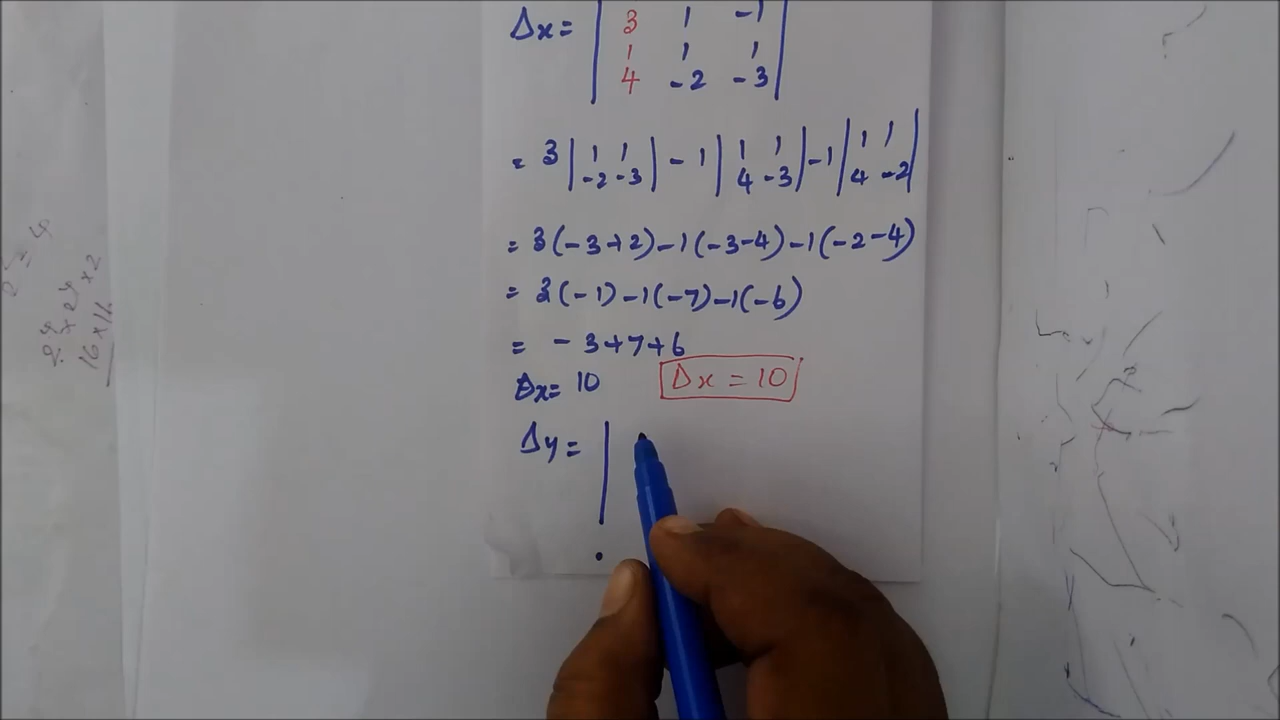 Δx = | 3 1 -1 |
| 1 1 1 |
| 4 -2 -3 |
= 3 | 1 1 | - 1 | 1 1 | -1 | 1 1 |
| -2 -3 | | 4 -3 | | 4 -2 |
= 3(-3+2)-1(-3-4)-1(-2-4)
= 3(-1)-1(-7)-1(-6)
= -3+7+6
Δx= 10 Δx = 10
Δy = |
16×16